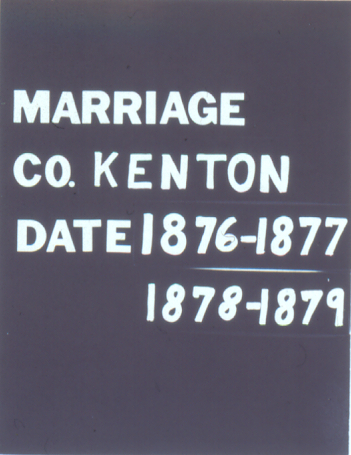 MARRIAGE
CO. KENTON
DATE 1876-1877
1878-1879